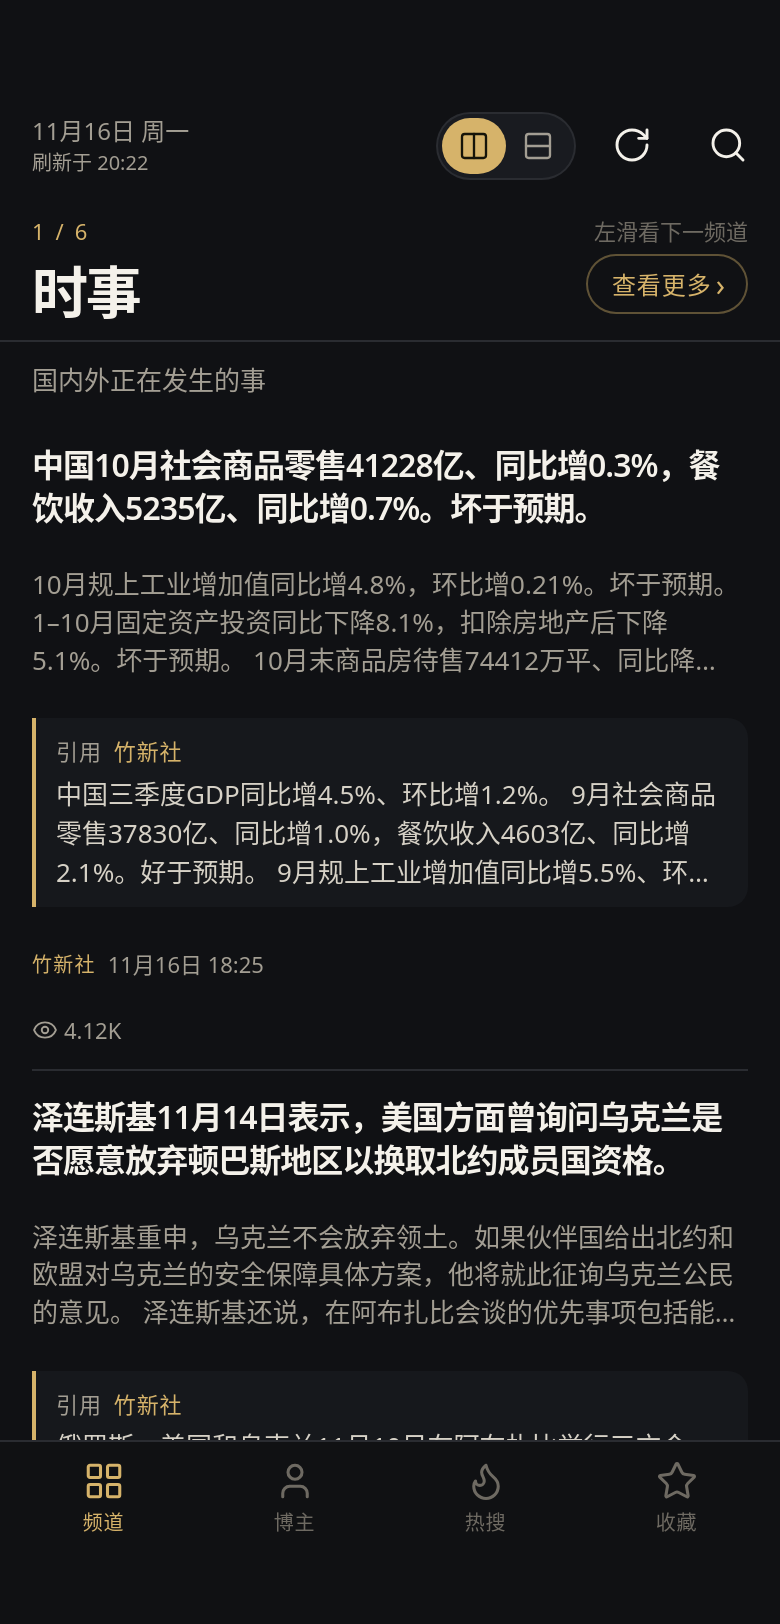 11月16日 周一
刷新于 20:22
1 / 6
左滑看下一频道
时事
查看更多 ›
国内外正在发生的事
中国10月社会商品零售41228亿、同比增0.3%，餐
饮收入5235亿、同比增0.7%。坏于预期。
10月规上工业增加值同比增4.8%，环比增0.21%。坏于预期。
1–10月固定资产投资同比下降8.1%，扣除房地产后下降
5.1%。坏于预期。 10月末商品房待售74412万平、同比降...
引用 竹新社
中国三季度GDP同比增4.5%、环比增1.2%。 9月社会商品
零售37830亿、同比增1.0%，餐饮收入4603亿、同比增
2.1%。好于预期。 9月规上工业增加值同比增5.5%、环...
竹新社 11月16日 18:25
4.12K
泽连斯基11月14日表示，美国方面曾询问乌克兰是
否愿意放弃顿巴斯地区以换取北约成员国资格。
泽连斯基重申，乌克兰不会放弃领土。如果伙伴国给出北约和
欧盟对乌克兰的安全保障具体方案，他将就此征询乌克兰公民
的意见。 泽连斯基还说，在阿布扎比会谈的优先事项包括能...
引用 竹新社
频道
博主
热搜
收藏